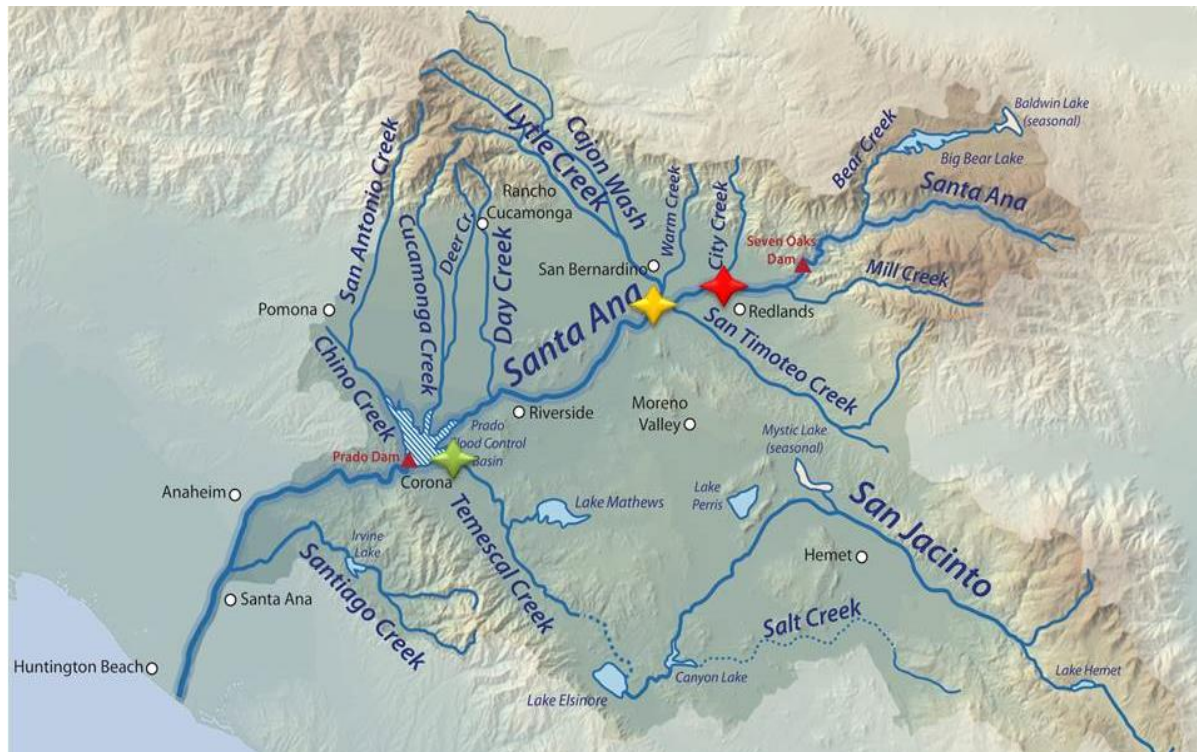 Baldwin Lake
(seasonal)
Big Bear Lake
Bear Creek
Santa Ana
Cajon Wash
Lytle Creek
San Antonio Creek
Rancho
Cucamonga
Cucamonga Creek
Deer Cr.
Day Creek
Warm Creek
City Creek
Seven Oaks
Dam
Mill Creek
San Bernardino
Santa Ana
Redlands
San Timoteo Creek
Pomona
Chino Creek
Riverside
Moreno
Valley
Prado
Flood Control
Basin
Prado Dam
Corona
Mystic Lake
(seasonal)
Anaheim
Temescal Creek
Lake Mathews
Lake
Perris
San Jacinto
Irvine
Lake
Santiago Creek
Hemet
Santa Ana
Salt Creek
Huntington Beach
Lake Elsinore
Canyon Lake
Lake Hemet